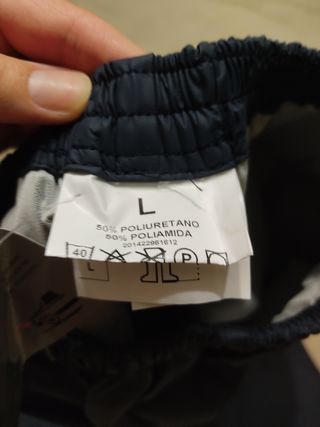 L
50% POLIURETANO
50% POLIAMIDA
201422961612
40 P
L